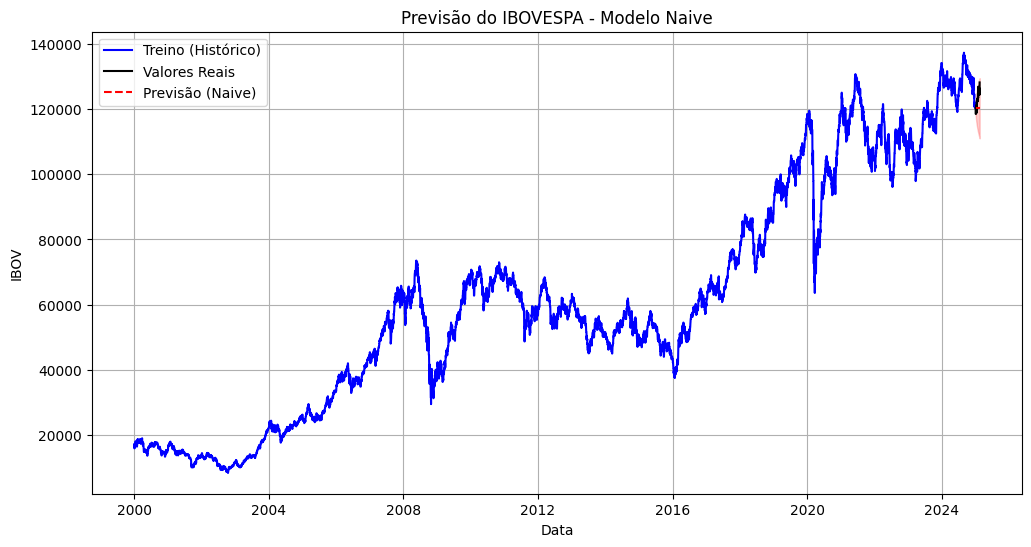 Previsão do IBOVESPA - Modelo Naive
Treino (Histórico)
Valores Reais
Previsão (Naive)
140000
120000
100000
80000
60000
40000
20000
IBOV
2000 2004 2008 2012 2016 2020 2024
Data